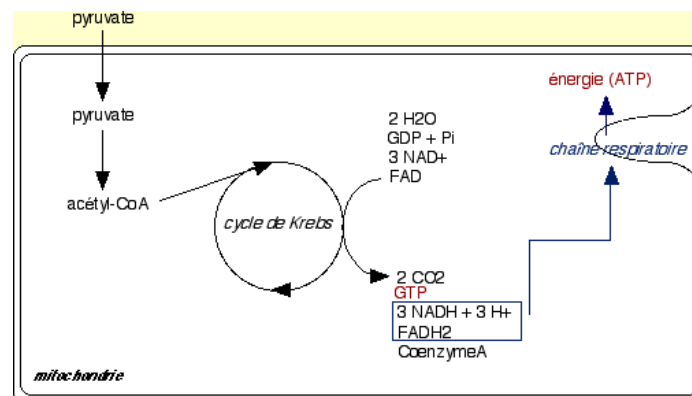 pyruvate
énergie (ATP)
pyruvate
2 H2O
GDP + Pi
3 NAD+
FAD
chaîne respiratoire
acétyl-CoA
cycle de Krebs
2 CO2
GTP
3 NADH + 3 H+
FADH2
CoenzymeA
mitochondrie